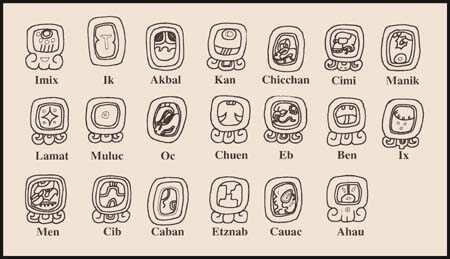 Imix Ik Akbal Kan Chicchan Cimi Manik
Lamat Muluc Oc Chuen Eb Ben Ix
Men Cib Caban Etznab Cauac Ahau